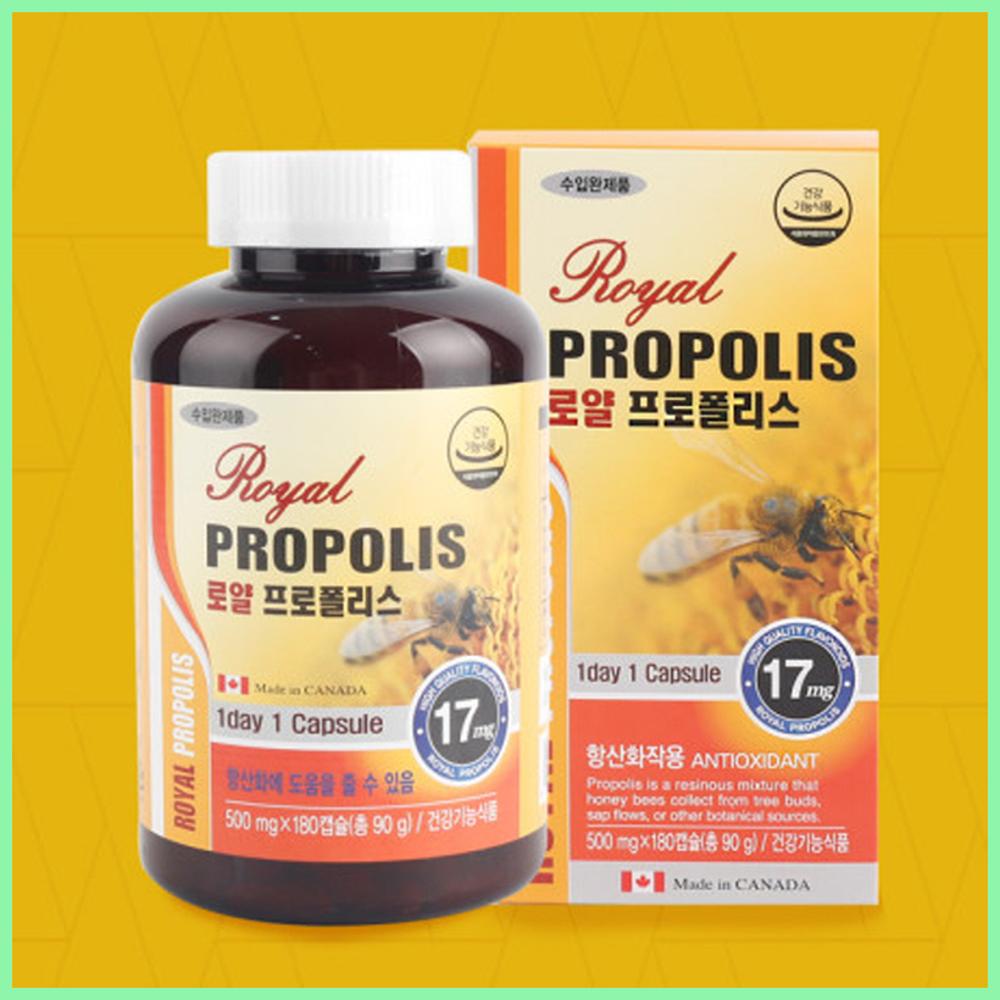 수입완제품
건강
기능식품
Royal
PROPOLIS
로얄 프로폴리스
Made in CANADA
1day 1 Capsule
HIGH QUALITY FLAVONOIDS
17mg
ROYAL PROPOLIS
항산화에 도움을 줄 수 있음
500 mg×180캡슐(총 90 g) / 건강기능식품
ROYAL PROPOLIS
수입완제품
건강
기능식품
Royal
PROPOLIS
로얄 프로폴리스
1day 1 Capsule
HIGH QUALITY FLAVONOIDS
17mg
ROYAL PROPOLIS
항산화작용 ANTIOXIDANT
Propolis is a resinous mixture that
honey bees collect from tree buds,
sap flows, or other botanical sources.
500 mg×180캡슐(총 90 g) / 건강기능식품
Made in CANADA